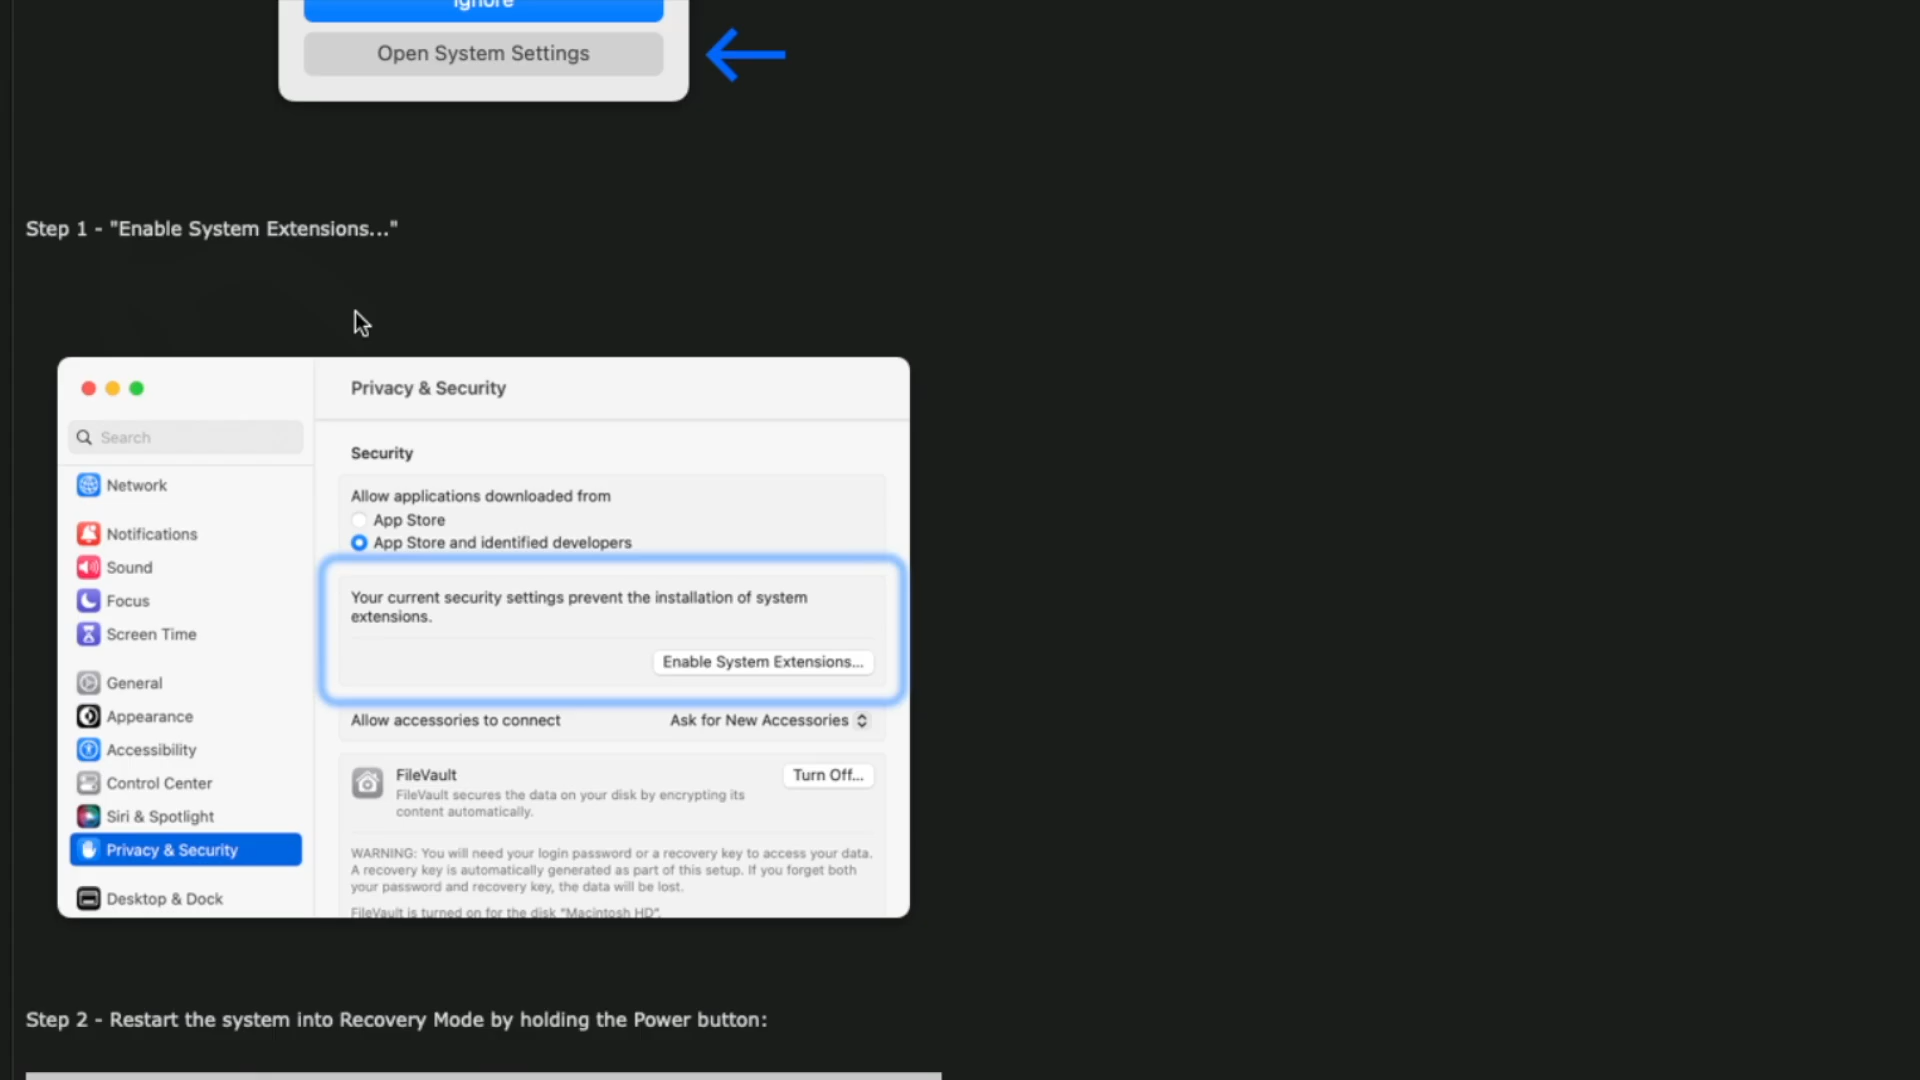 Ignore
Open System Settings
Step 1 - "Enable System Extensions..."
Privacy & Security
Search
Security
Network
Allow applications downloaded from
App Store
Notifications
App Store and identified developers
Sound
Your current security settings prevent the installation of system
extensions.
Focus
Screen Time
Enable System Extensions...
General
Appearance
Allow accessories to connect
Ask for New Accessories
Accessibility
FileVault
Turn Off...
Control Center
FileVault secures the data on your disk by encrypting its
content automatically.
Siri & Spotlight
Privacy & Security
WARNING: You will need your login password or a recovery key to access your data.
A recovery key is automatically generated as part of this setup. If you forget both
your password and recovery key, the data will be lost.
Desktop & Dock
FileVault is turned on for the disk "Macintosh HD".
Step 2 - Restart the system into Recovery Mode by holding the Power button: